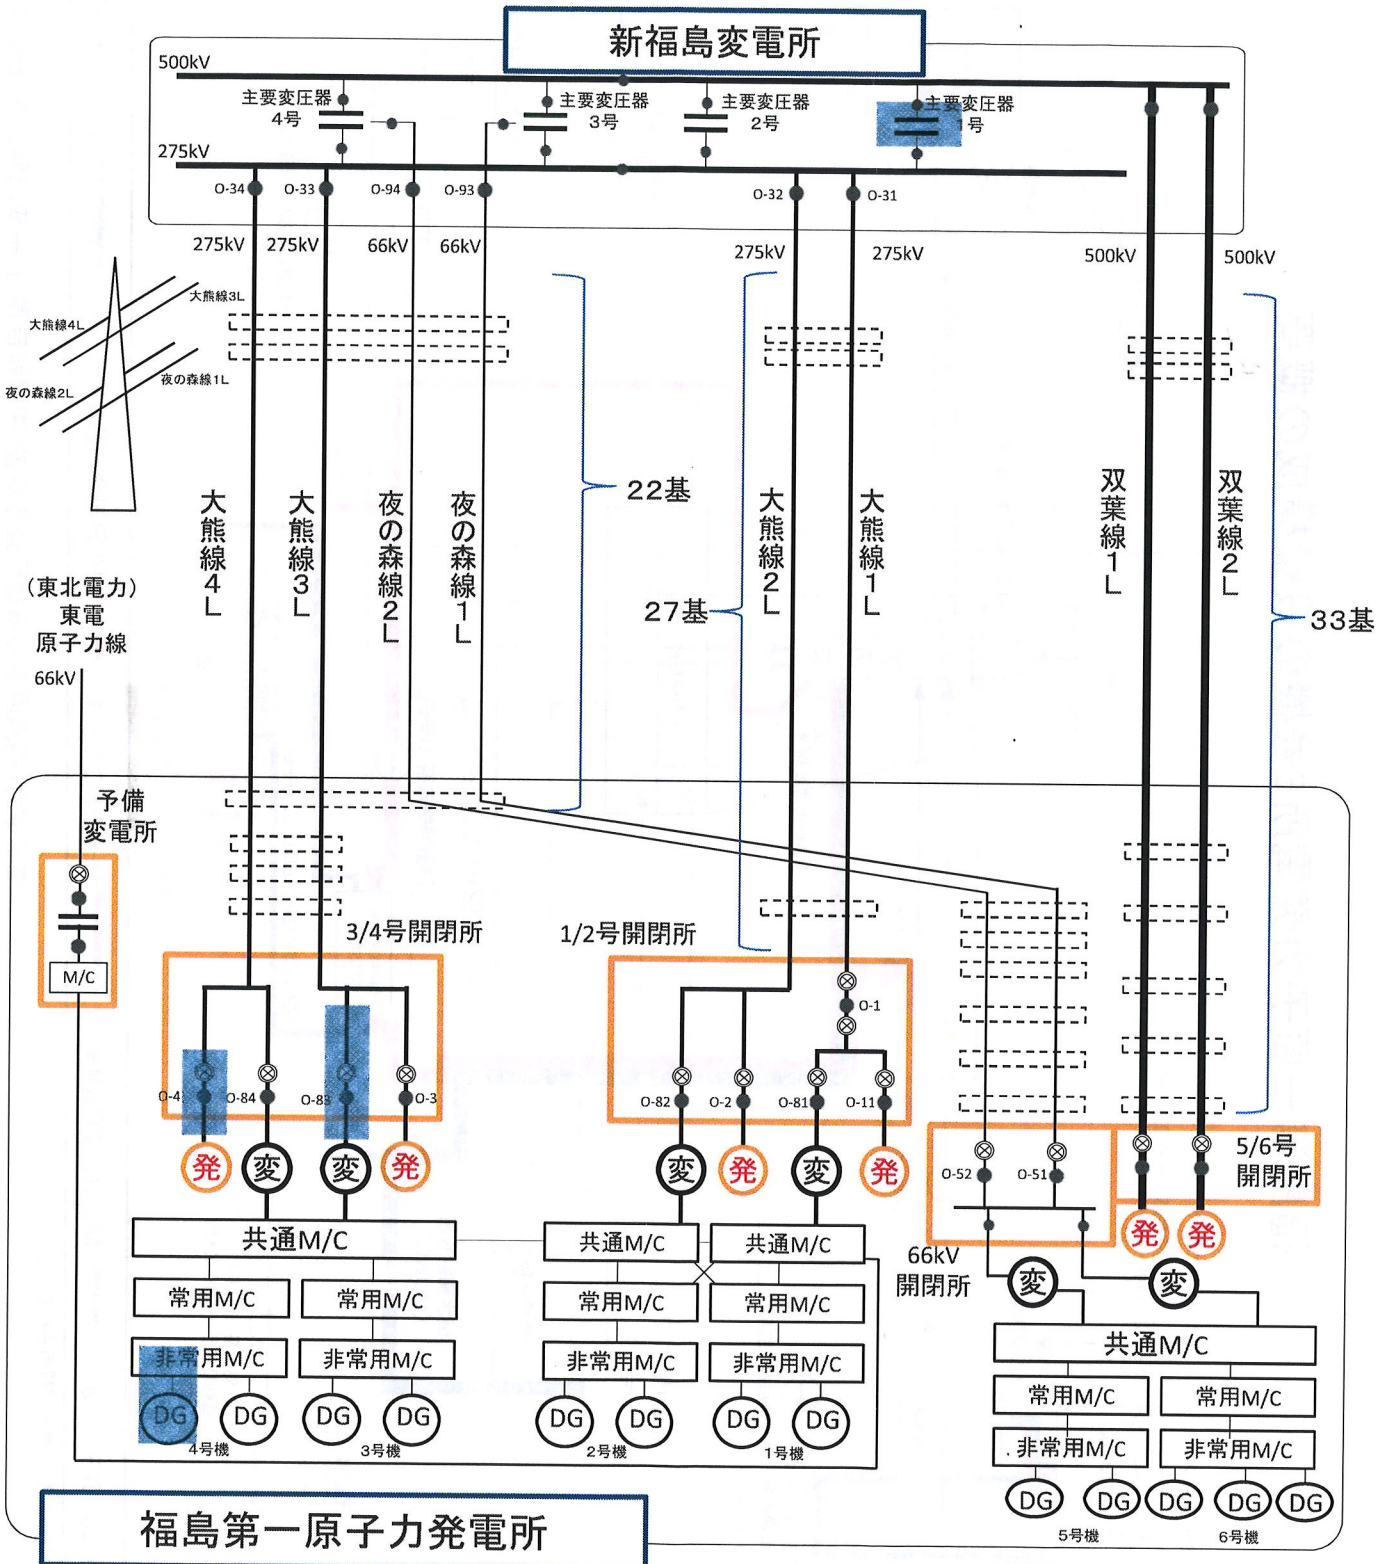 新福島変電所
500kV
主要変圧器
4号
主要変圧器
3号
主要変圧器
2号
主要変圧器
1号
275kV
O-34
O-33
O-94
O-93
O-32
O-31
275kV
275kV
66kV
66kV
275kV
275kV
500kV
500kV
大熊線3L
大熊線4L
夜の森線1L
夜の森線2L
22基
27基
33基
大熊線4L
大熊線3L
夜の森線2L
夜の森線1L
大熊線2L
大熊線1L
双葉線1L
双葉線2L
(東北電力)
東電
原子力線
66kV
予備
変電所
M/C
3/4号開閉所
1/2号開閉所
O-1
O-4
O-84
O-83
O-3
O-82
O-2
O-81
O-11
発
変
変
発
変
発
変
発
O-52
O-51
5/6号
開閉所
発
発
66kV
開閉所
変
変
共通M/C
共通M/C
共通M/C
常用M/C
常用M/C
常用M/C
常用M/C
非常用M/C
非常用M/C
非常用M/C
非常用M/C
DG
DG
DG
DG
DG
DG
DG
DG
4号機
3号機
2号機
1号機
共通M/C
常用M/C
常用M/C
非常用M/C
非常用M/C
DG
DG
DG
DG
DG
5号機
6号機
福島第一原子力発電所